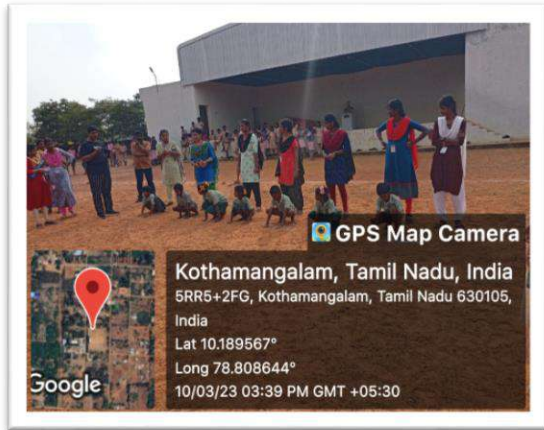 GPS Map Camera
Kothamangalam, Tamil Nadu, India
5RR5+2FG, Kothamangalam, Tamil Nadu 630105,
India
Lat 10.189567°
Long 78.808644°
10/03/23 03:39 PM GMT +05:30
Google